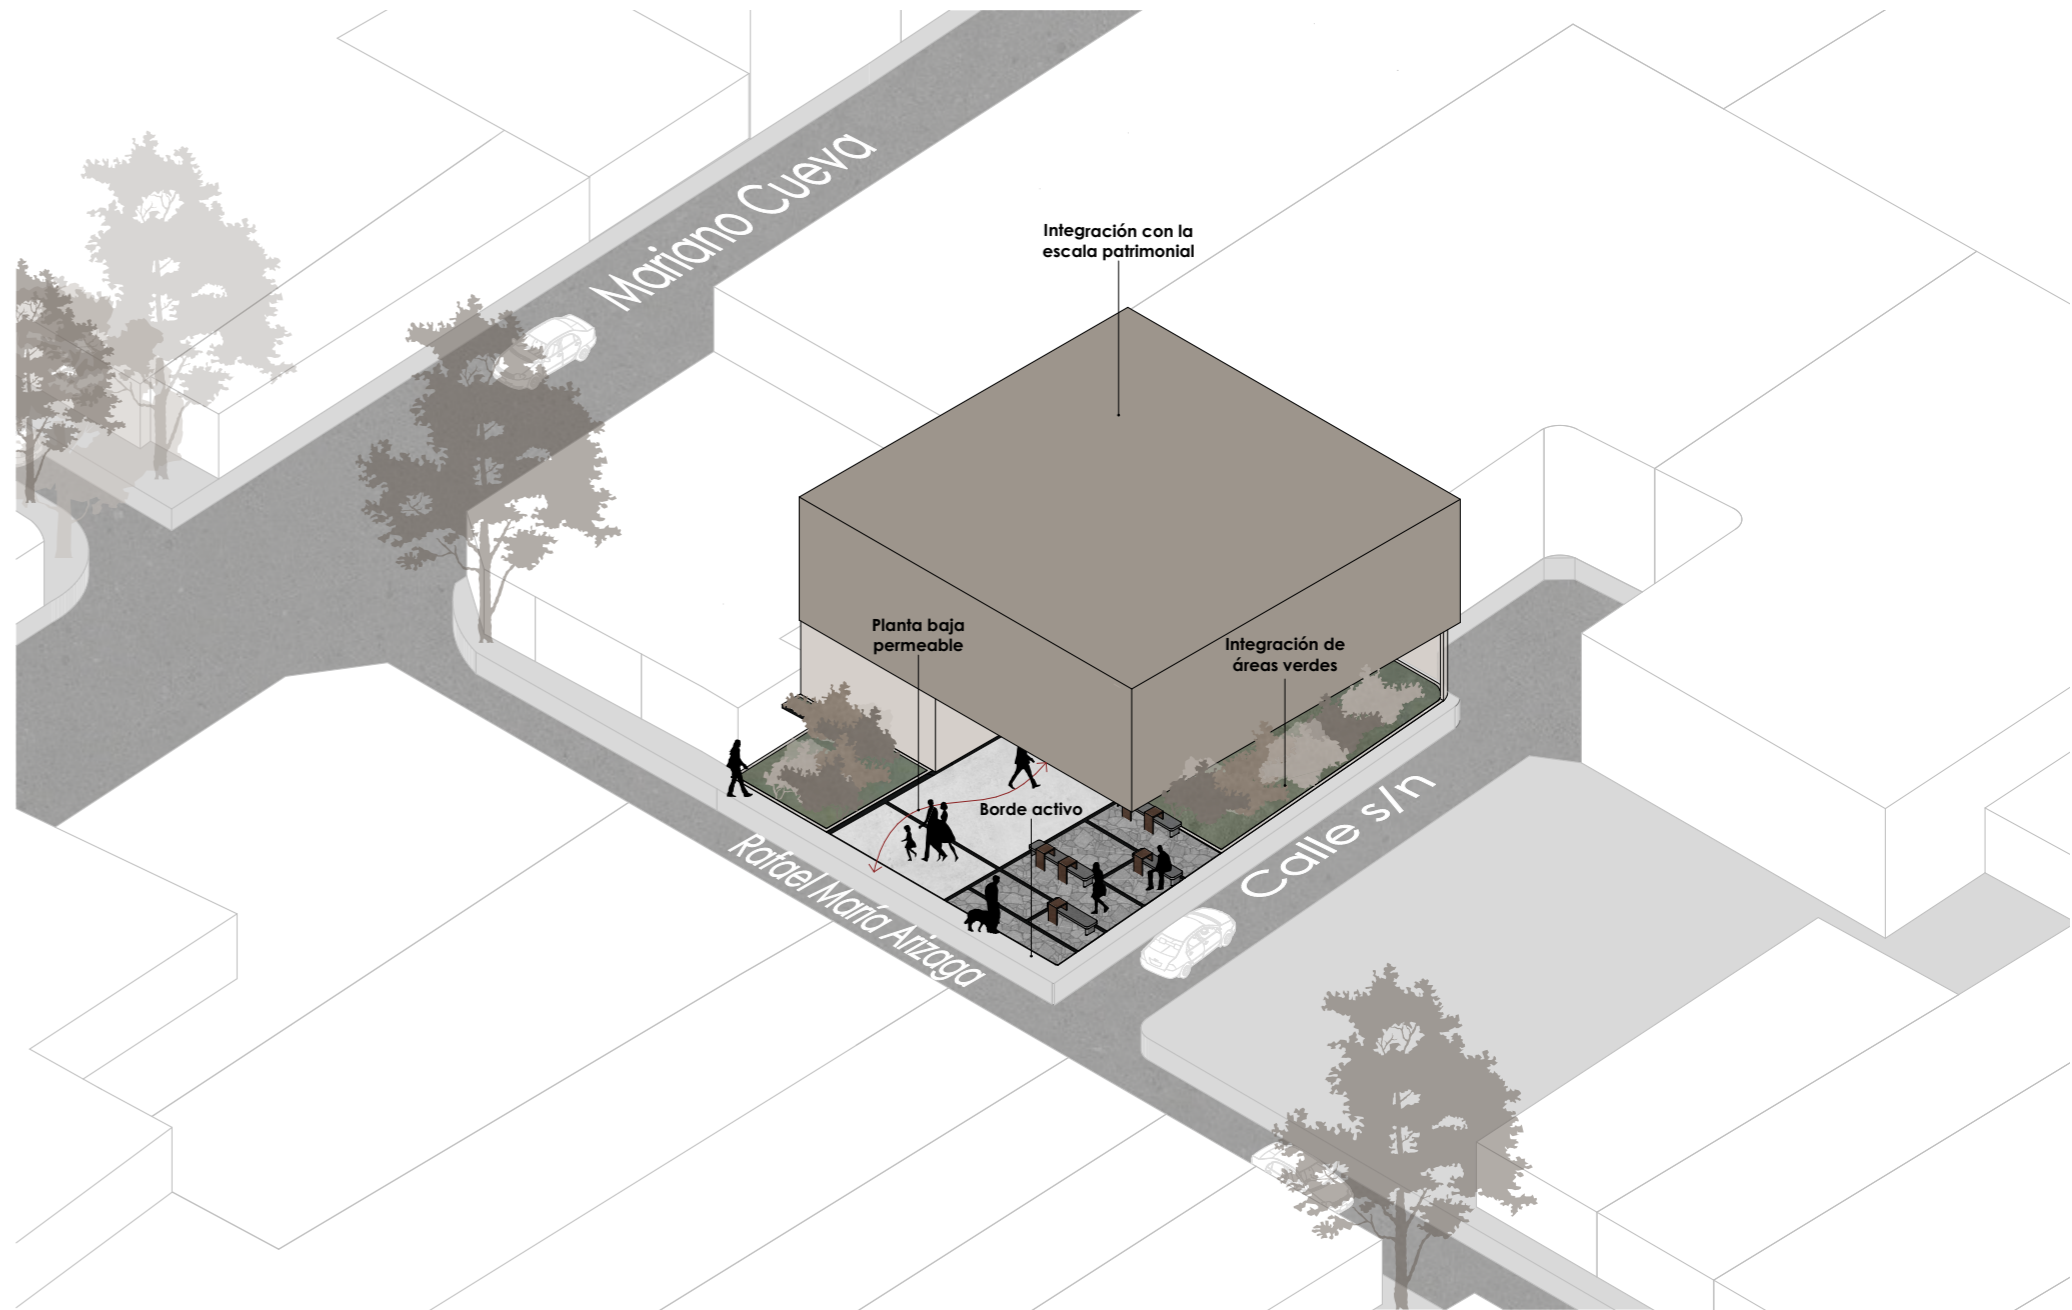 Mariano Cueva
Integración con la
escala patrimonial
Planta baja
permeable
Integración de
áreas verdes
Borde activo
Calle s/n
Rafael María Arizaga